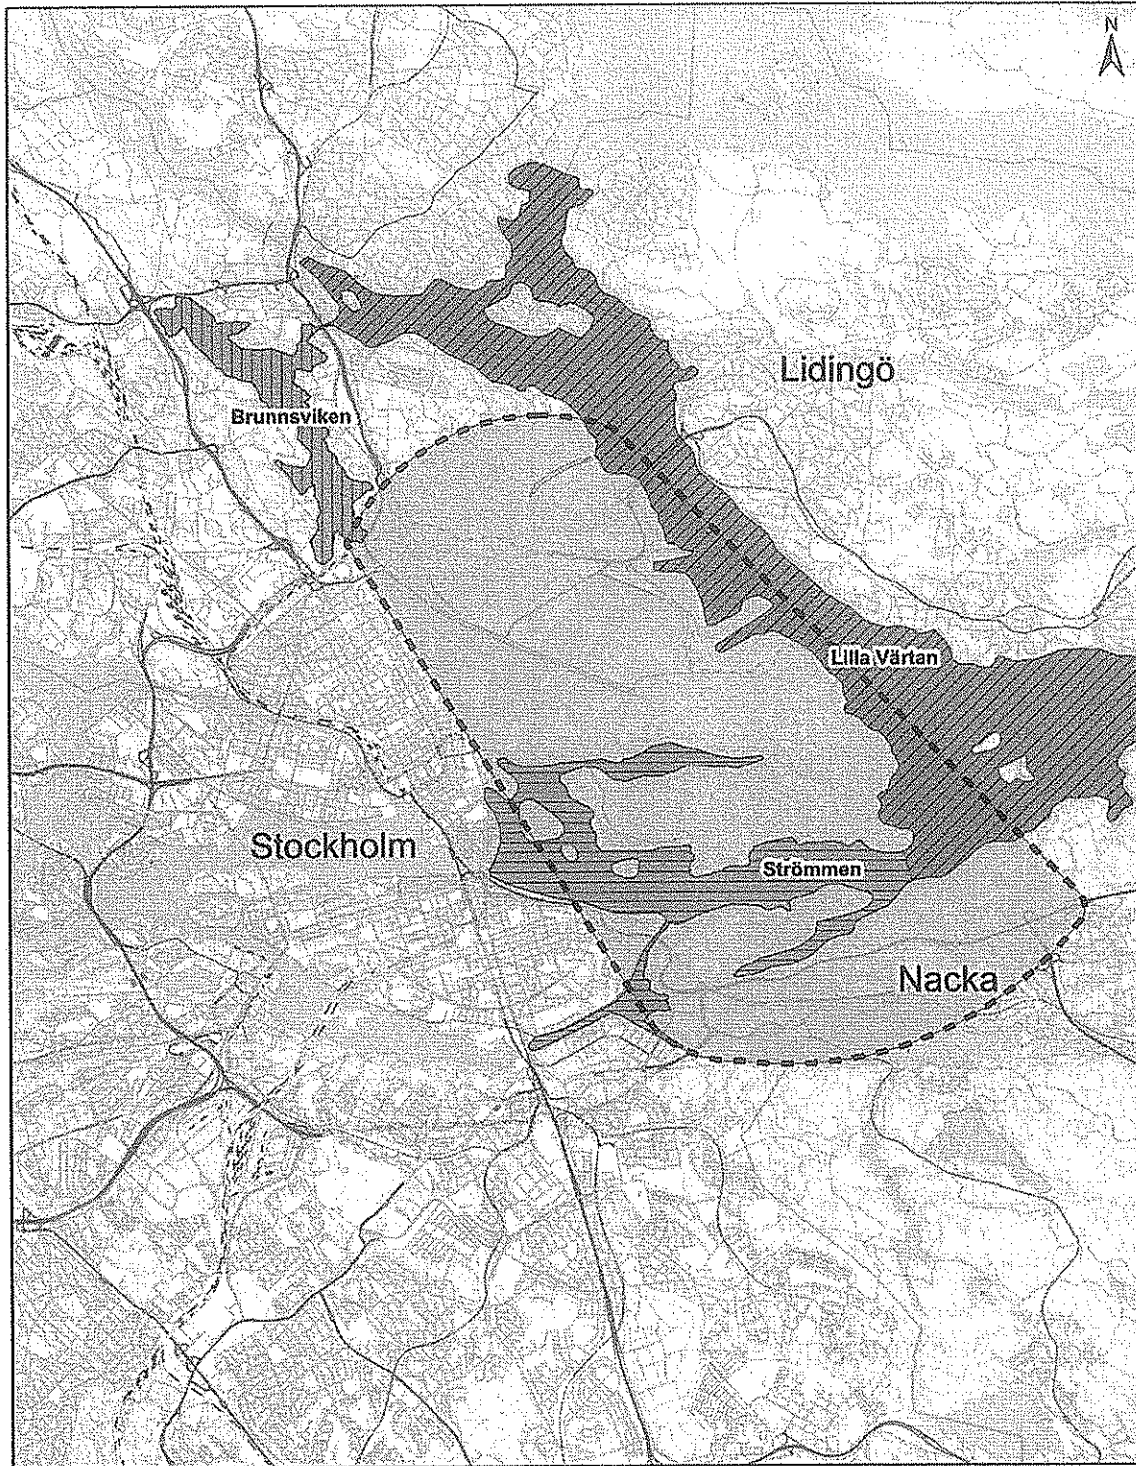 N
Lidingö
Brunnsviken
Lilla Värtan
Stockholm
Strömmen
Nacka